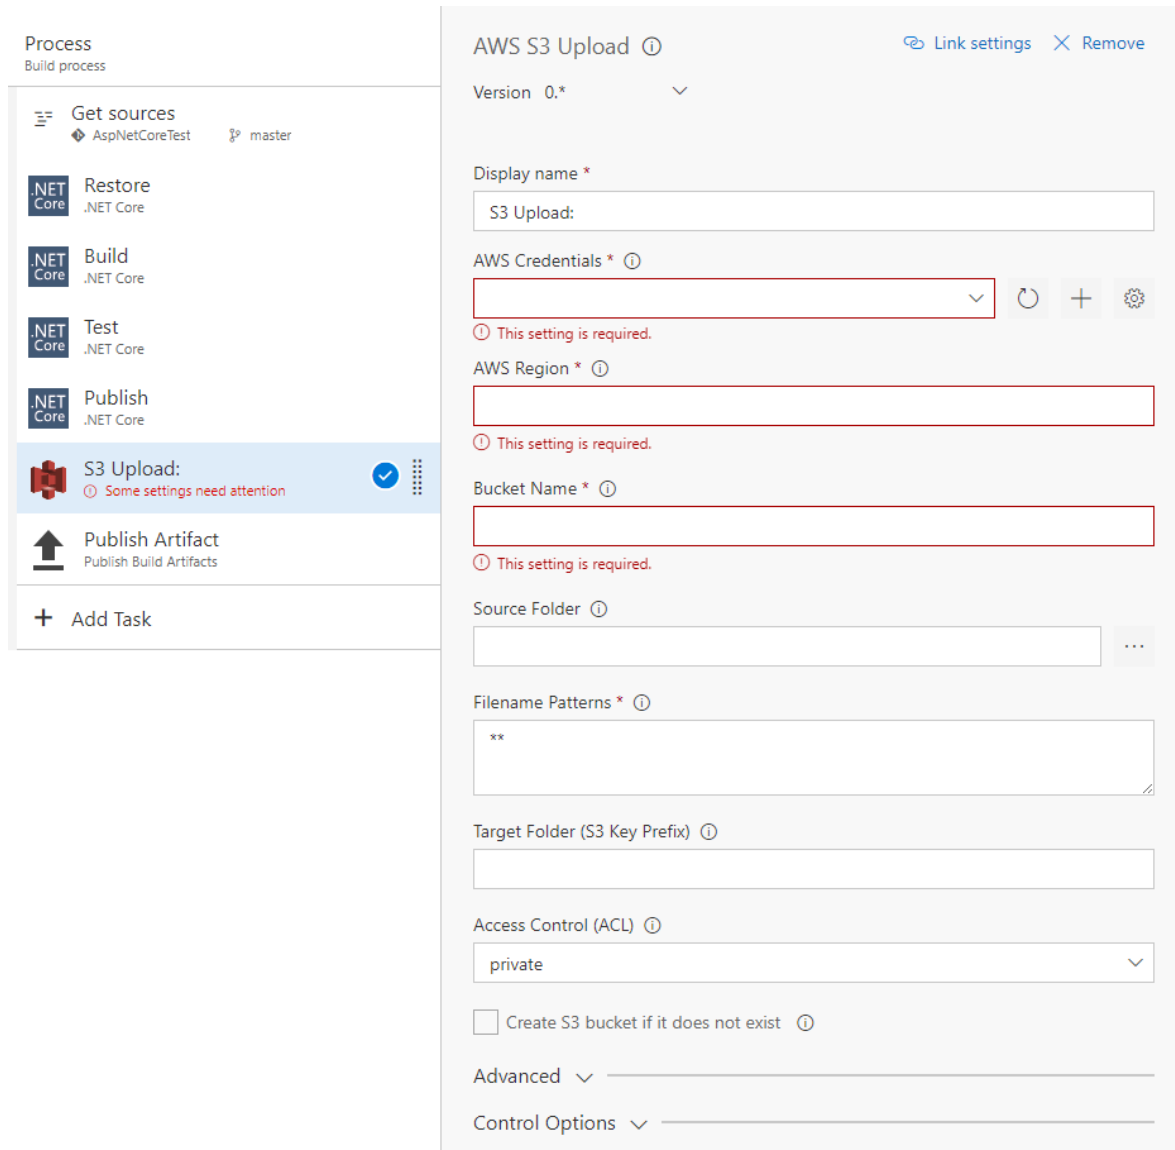 Process
Build process
Get sources
AspNetCoreTest master
.NET Core Restore
.NET Core
.NET Core Build
.NET Core
.NET Core Test
.NET Core
.NET Core Publish
.NET Core
S3 Upload:
Some settings need attention
Publish Artifact
Publish Build Artifacts
+ Add Task
AWS S3 Upload
Link settings Remove
Version 0.*
Display name *
S3 Upload:
AWS Credentials *
This setting is required.
AWS Region *
This setting is required.
Bucket Name *
This setting is required.
Source Folder
...
Filename Patterns *
**
Target Folder (S3 Key Prefix)
Access Control (ACL)
private
Create S3 bucket if it does not exist
Advanced
Control Options